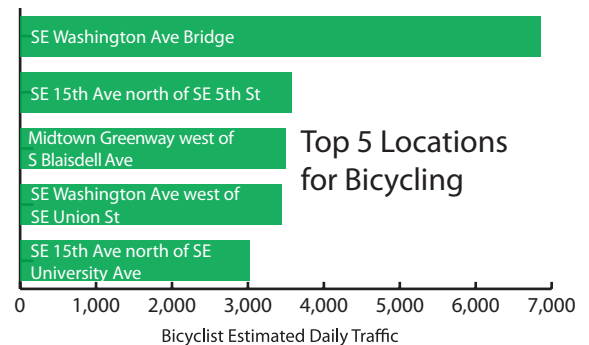 SE Washington Ave Bridge
SE 15th Ave north of SE 5th St
Midtown Greenway west of
S Blaisdell Ave
Top 5 Locations
for Bicycling
SE Washington Ave west of
SE Union St
SE 15th Ave north of SE
University Ave
0 1,000 2,000 3,000 4,000 5,000 6,000 7,000
Bicyclist Estimated Daily Traffic